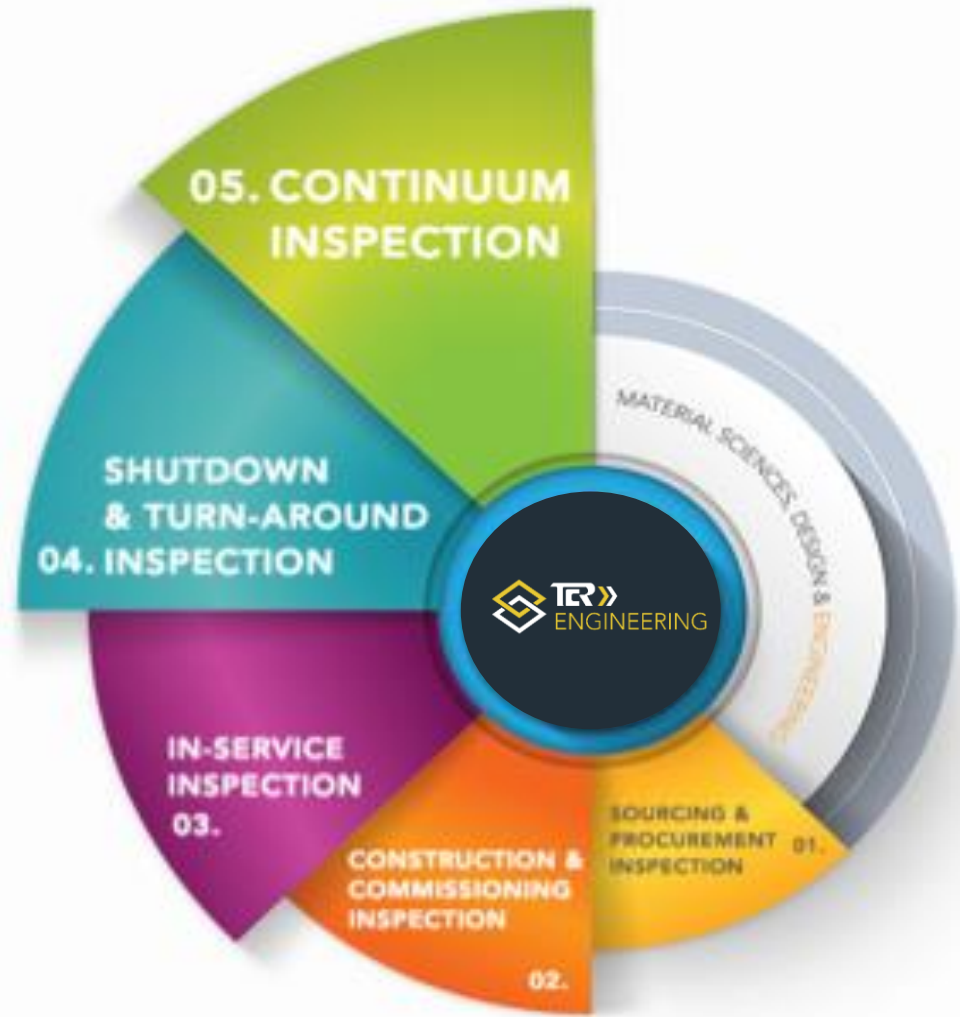 05. CONTINUUM
INSPECTION
SHUTDOWN
& TURN-AROUND
04. INSPECTION
IN-SERVICE
INSPECTION
03.
CONSTRUCTION &
COMMISSIONING
INSPECTION
02.
SOURCING &
PROCUREMENT 01.
INSPECTION
MATERIAL SCIENCES, DESIGN & ENGINEERING
TCR
ENGINEERING